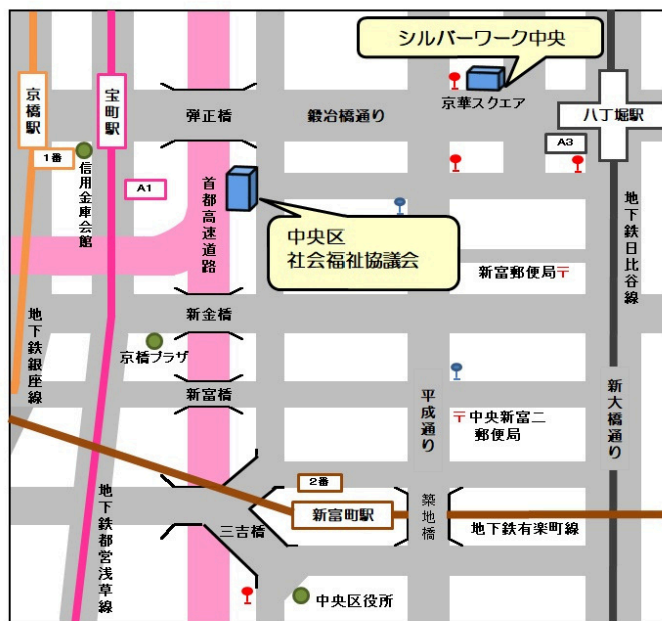 シルバーワーク中央
京橋駅
宝町駅
弾正橋
鍛冶橋通り
京華スクエア
八丁堀駅
1番
A3
信用金庫会館
A1
首都高速道路
中央区
社会福祉協議会
地下鉄日比谷線
新富郵便局〒
地下鉄銀座線
新金橋
京橋プラザ
新富橋
平成通り
〒中央新富二
郵便局
新大橋通り
2番
新富町駅
築地橋
地下鉄有楽町線
地下鉄都営浅草線
三吉橋
中央区役所